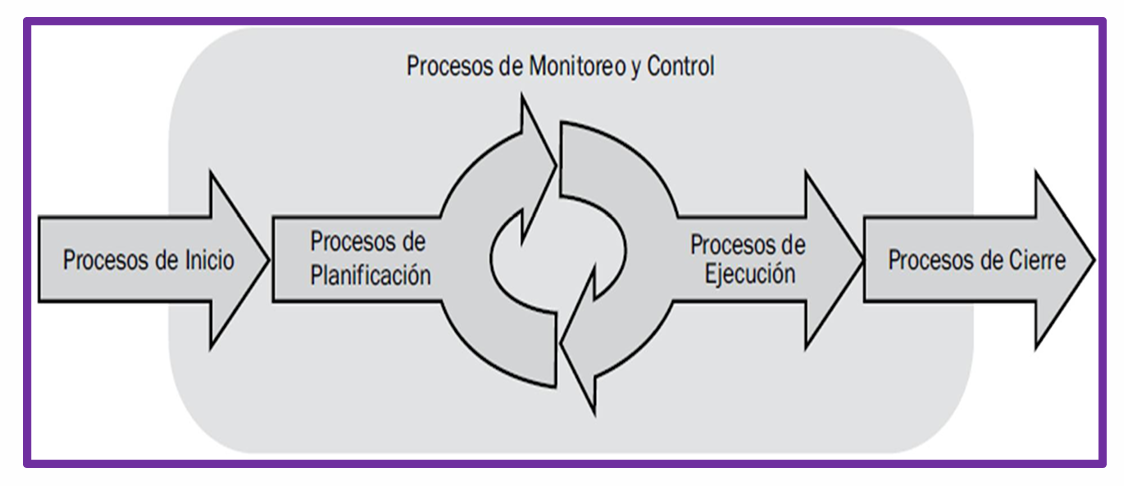 Procesos de Monitoreo y Control
Procesos de Inicio
Procesos de
Planificación
Procesos de
Ejecución
Procesos de Cierre